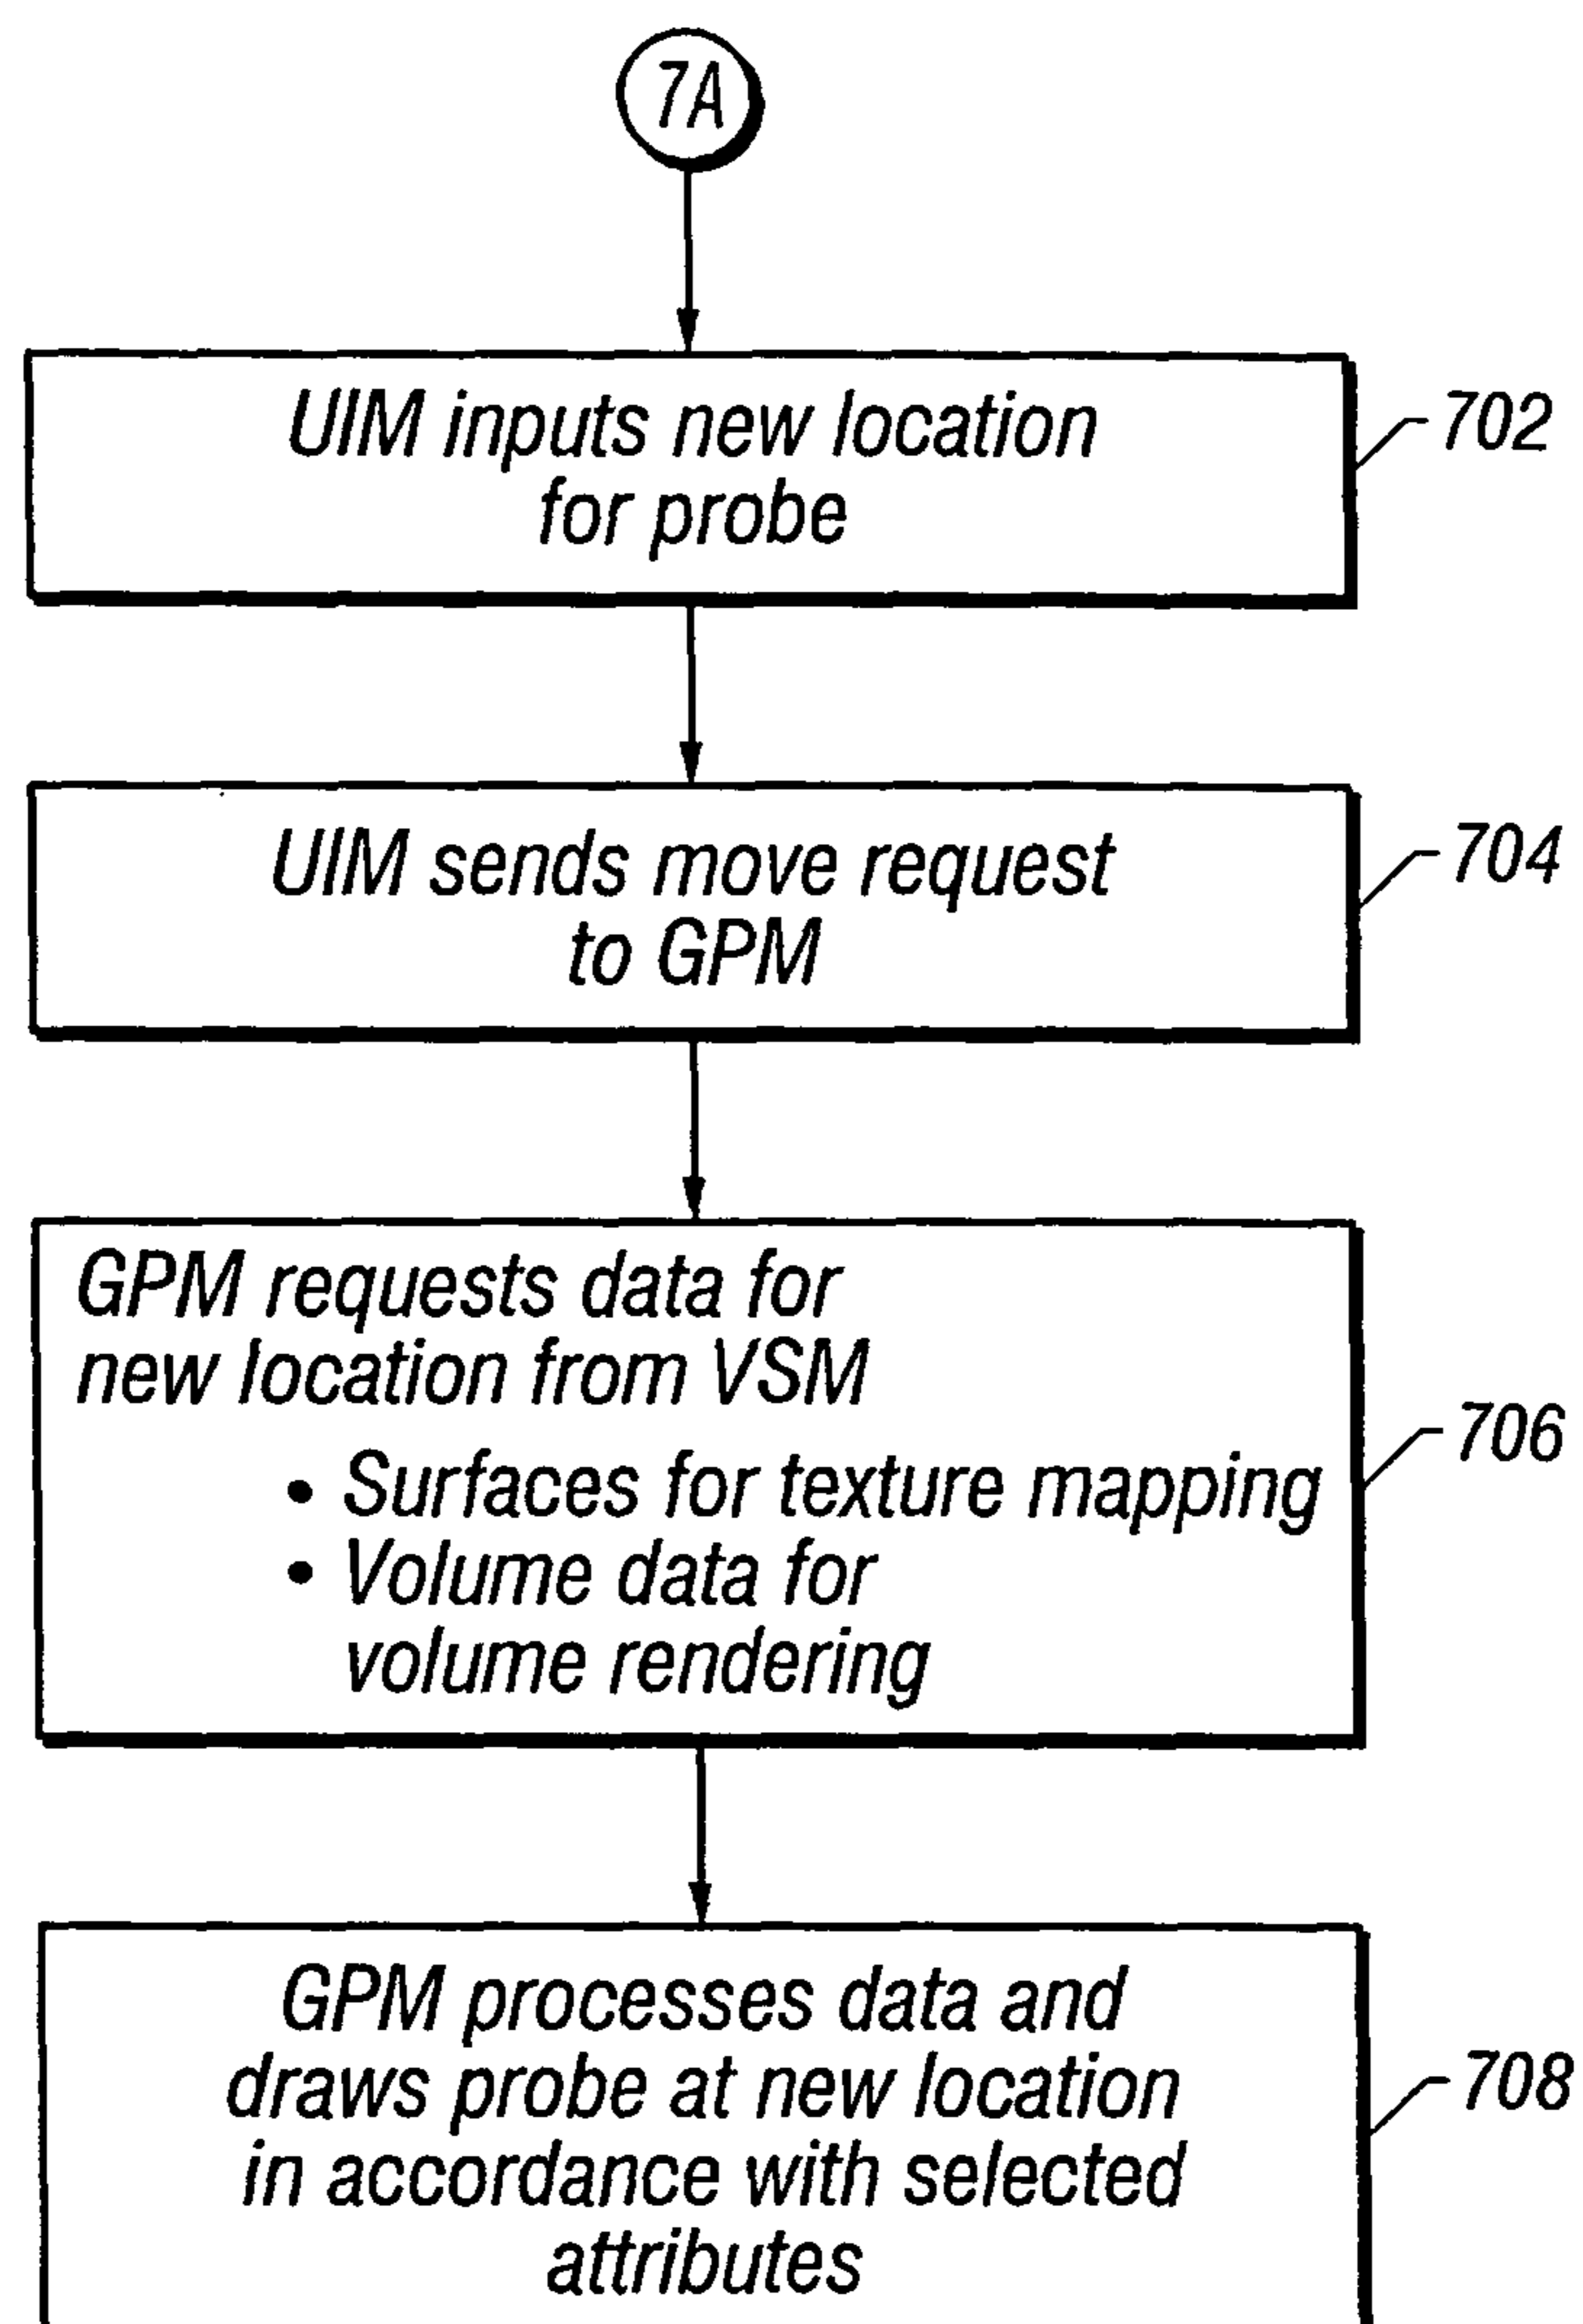 7A
UIM inputs new location
for probe
702
UIM sends move request
to GPM
704
GPM requests data for
new location from VSM
• Surfaces for texture mapping
• Volume data for
volume rendering
706
GPM processes data and
draws probe at new location
in accordance with selected
attributes
708